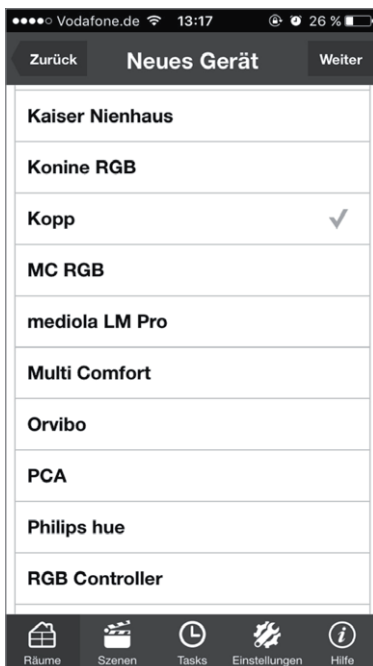 Vodafone.de 13:17 26 %
Zurück Neues Gerät Weiter
Kaiser Nienhaus
Konine RGB
Kopp
MC RGB
mediola LM Pro
Multi Comfort
Orvibo
PCA
Philips hue
RGB Controller
Räume Szenen Tasks Einstellungen Hilfe